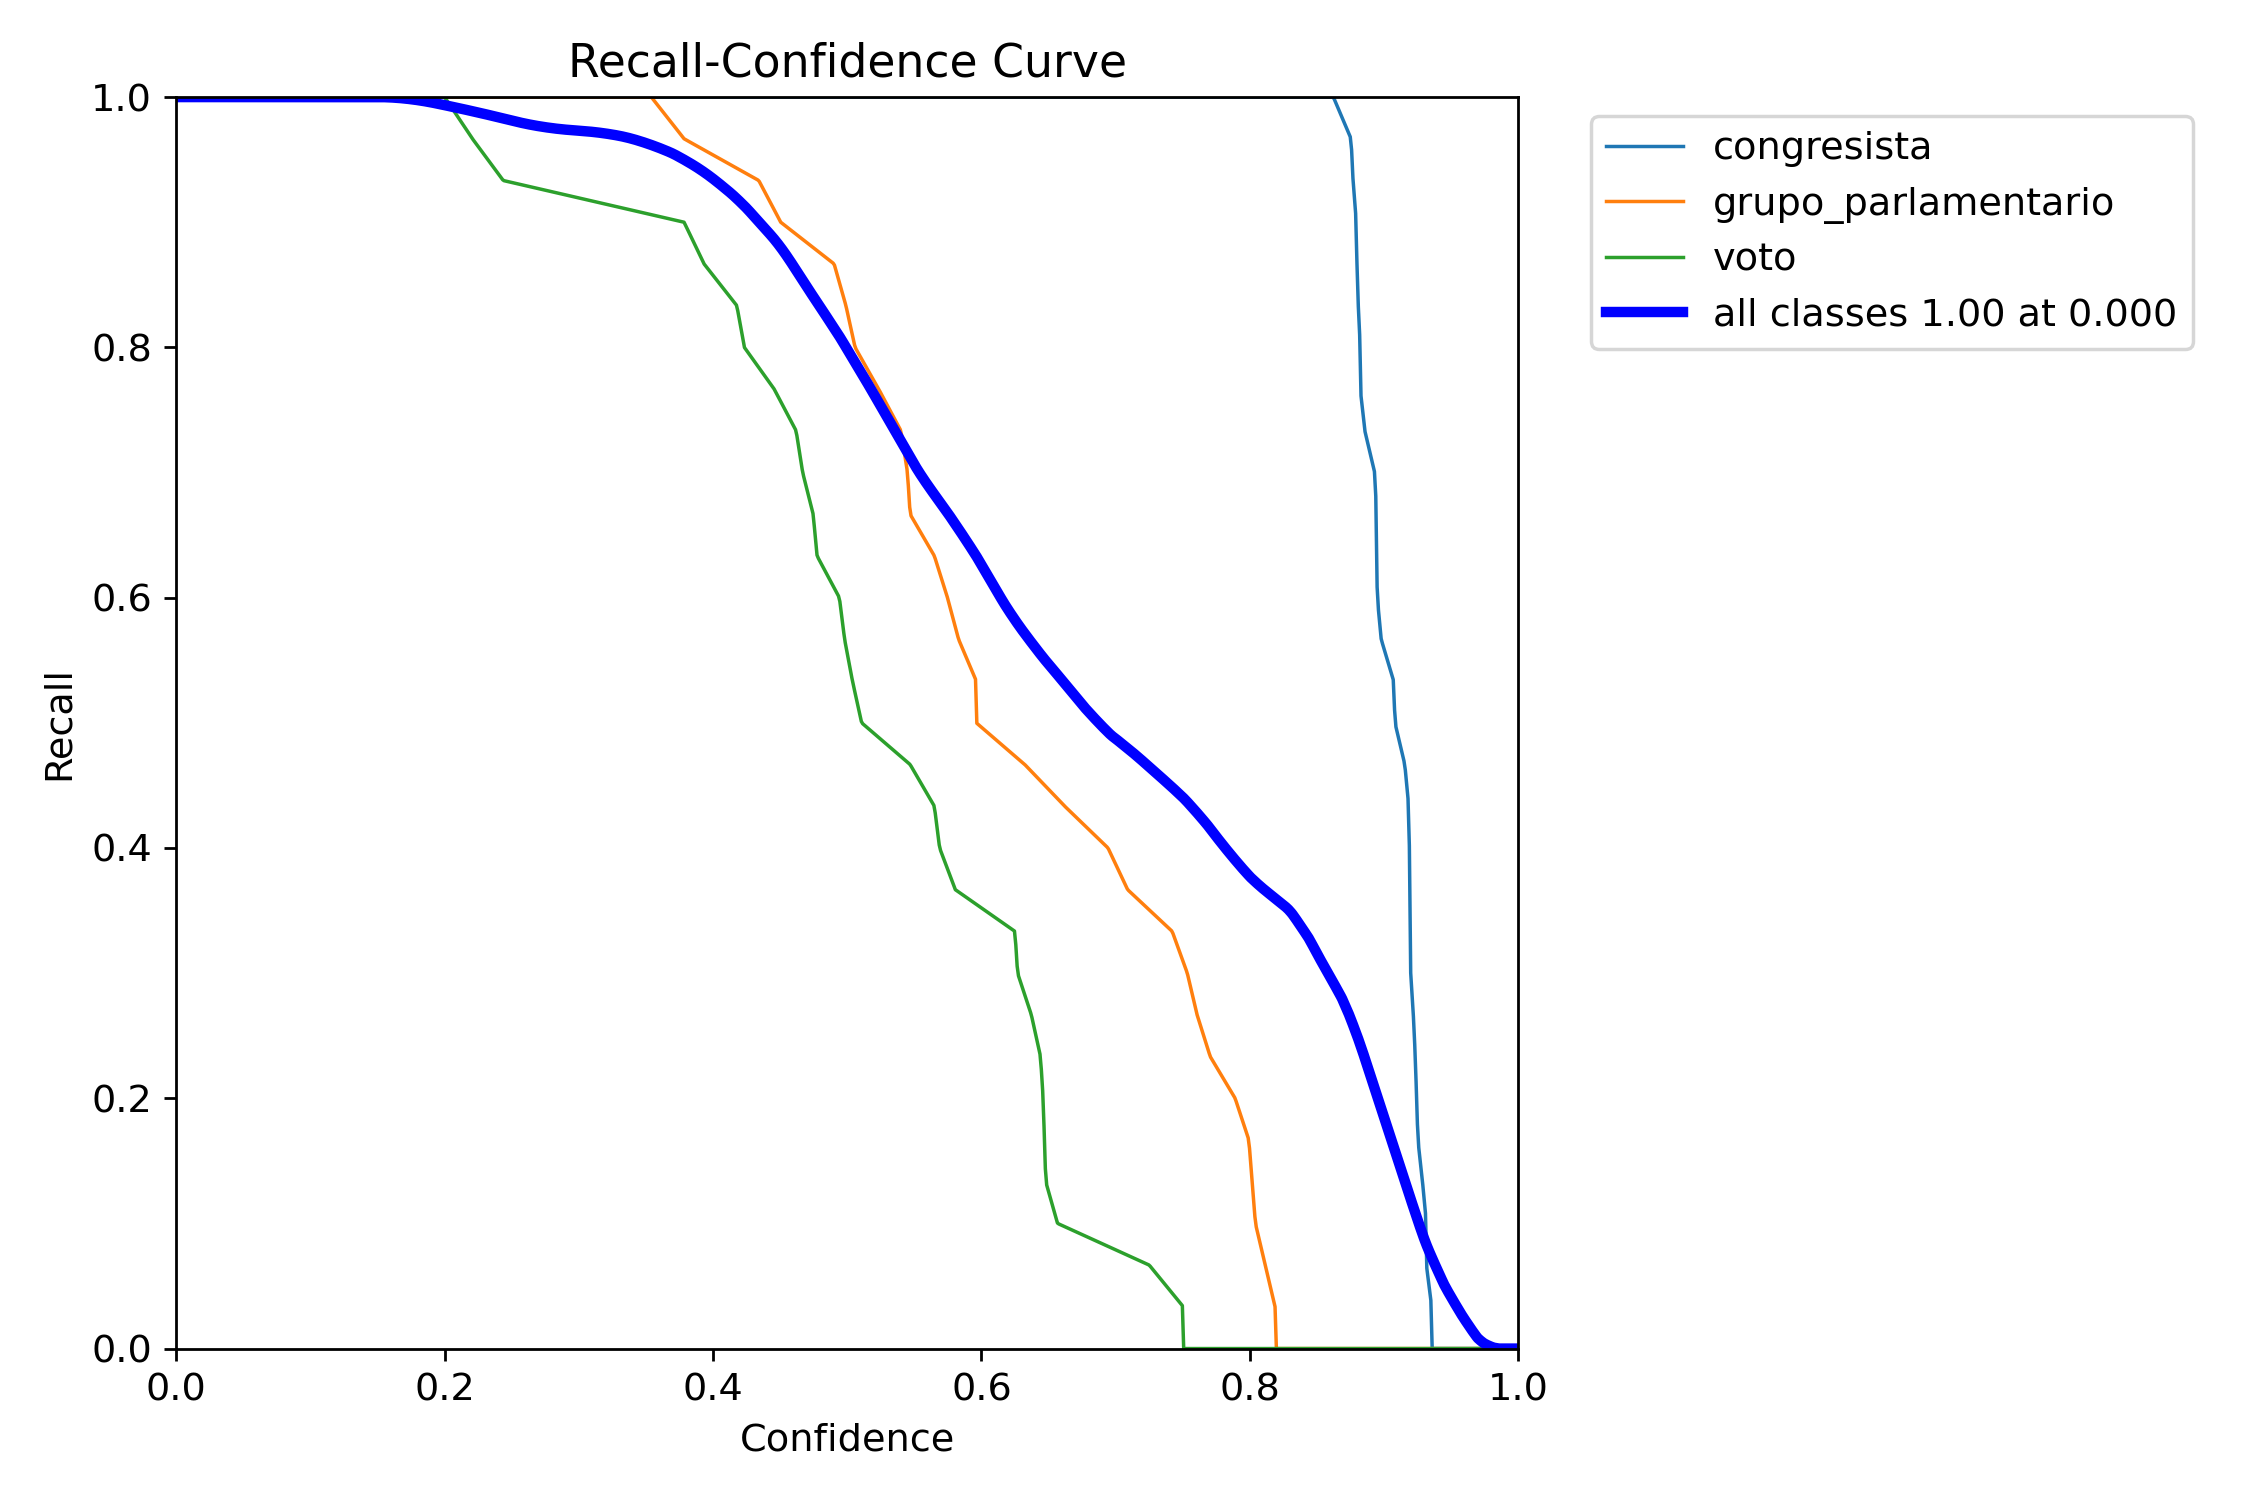 Recall-Confidence Curve
1.0
0.8
0.6
0.4
0.2
0.0
Recall
0.0 0.2 0.4 0.6 0.8 1.0
Confidence
congresista
grupo_parlamentario
voto
all classes 1.00 at 0.000